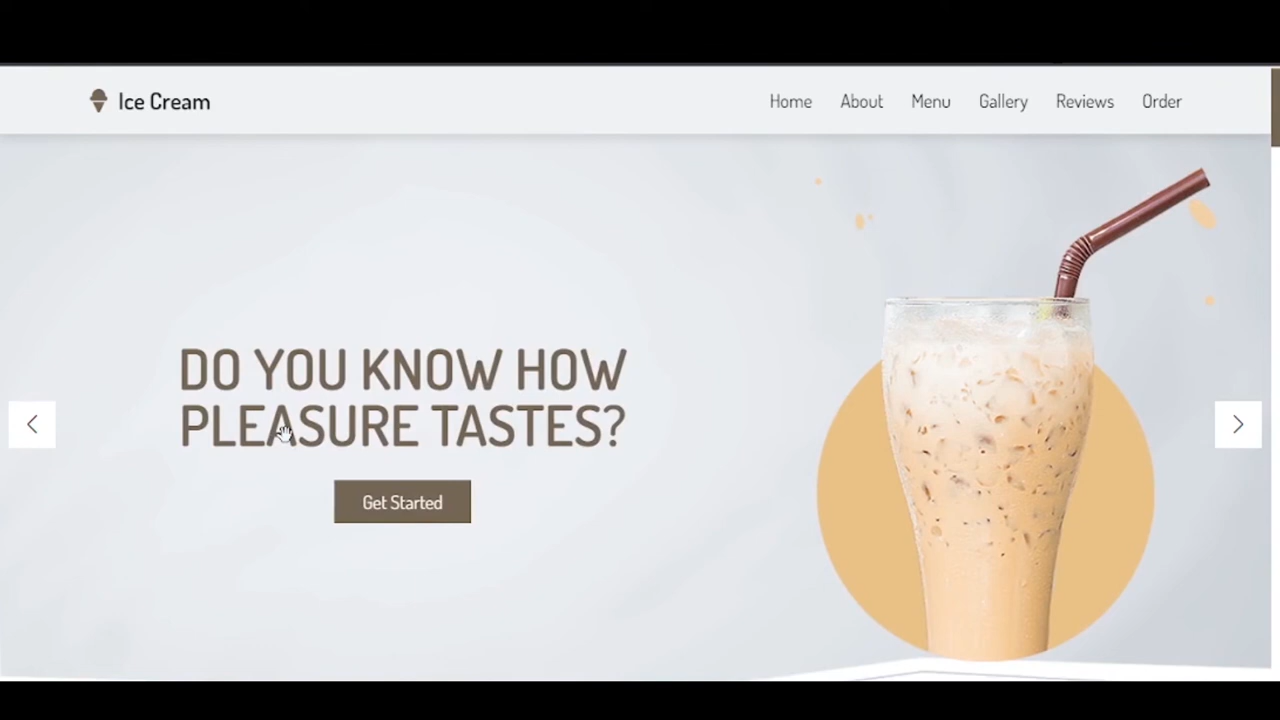 Ice Cream
Home About Menu Gallery Reviews Order
DO YOU KNOW HOW
PLEASURE TASTES?
Get Started